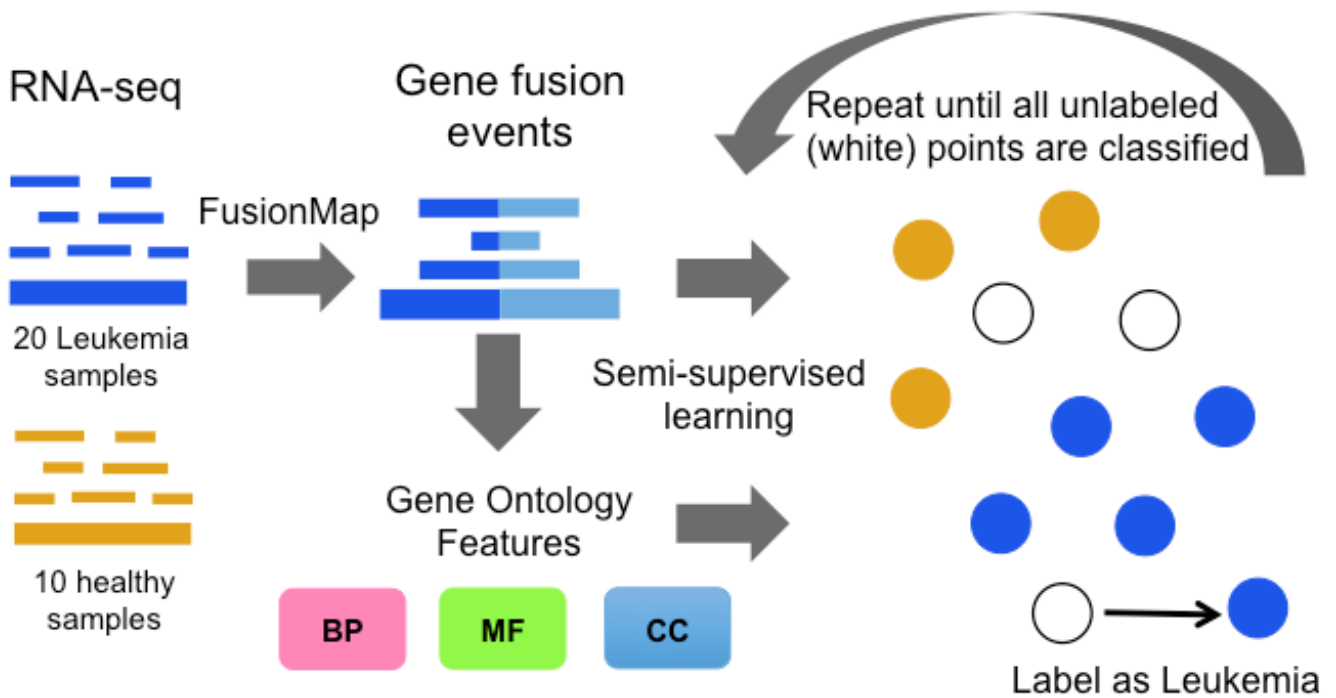 RNA-seq
20 Leukemia
samples
10 healthy
samples
FusionMap
Gene fusion
events
Gene Ontology
Features
BP
MF
CC
Semi-supervised
learning
Repeat until all unlabeled
(white) points are classified
Label as Leukemia